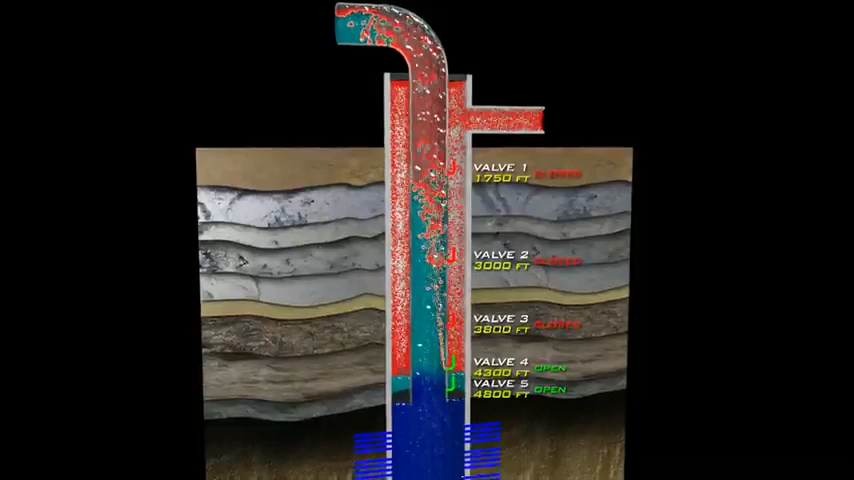 VALVE 1
1750 FT CLOSED
VALVE 2
3000 FT CLOSED
VALVE 3
3800 FT CLOSED
VALVE 4
4300 FT OPEN
VALVE 5
4800 FT OPEN